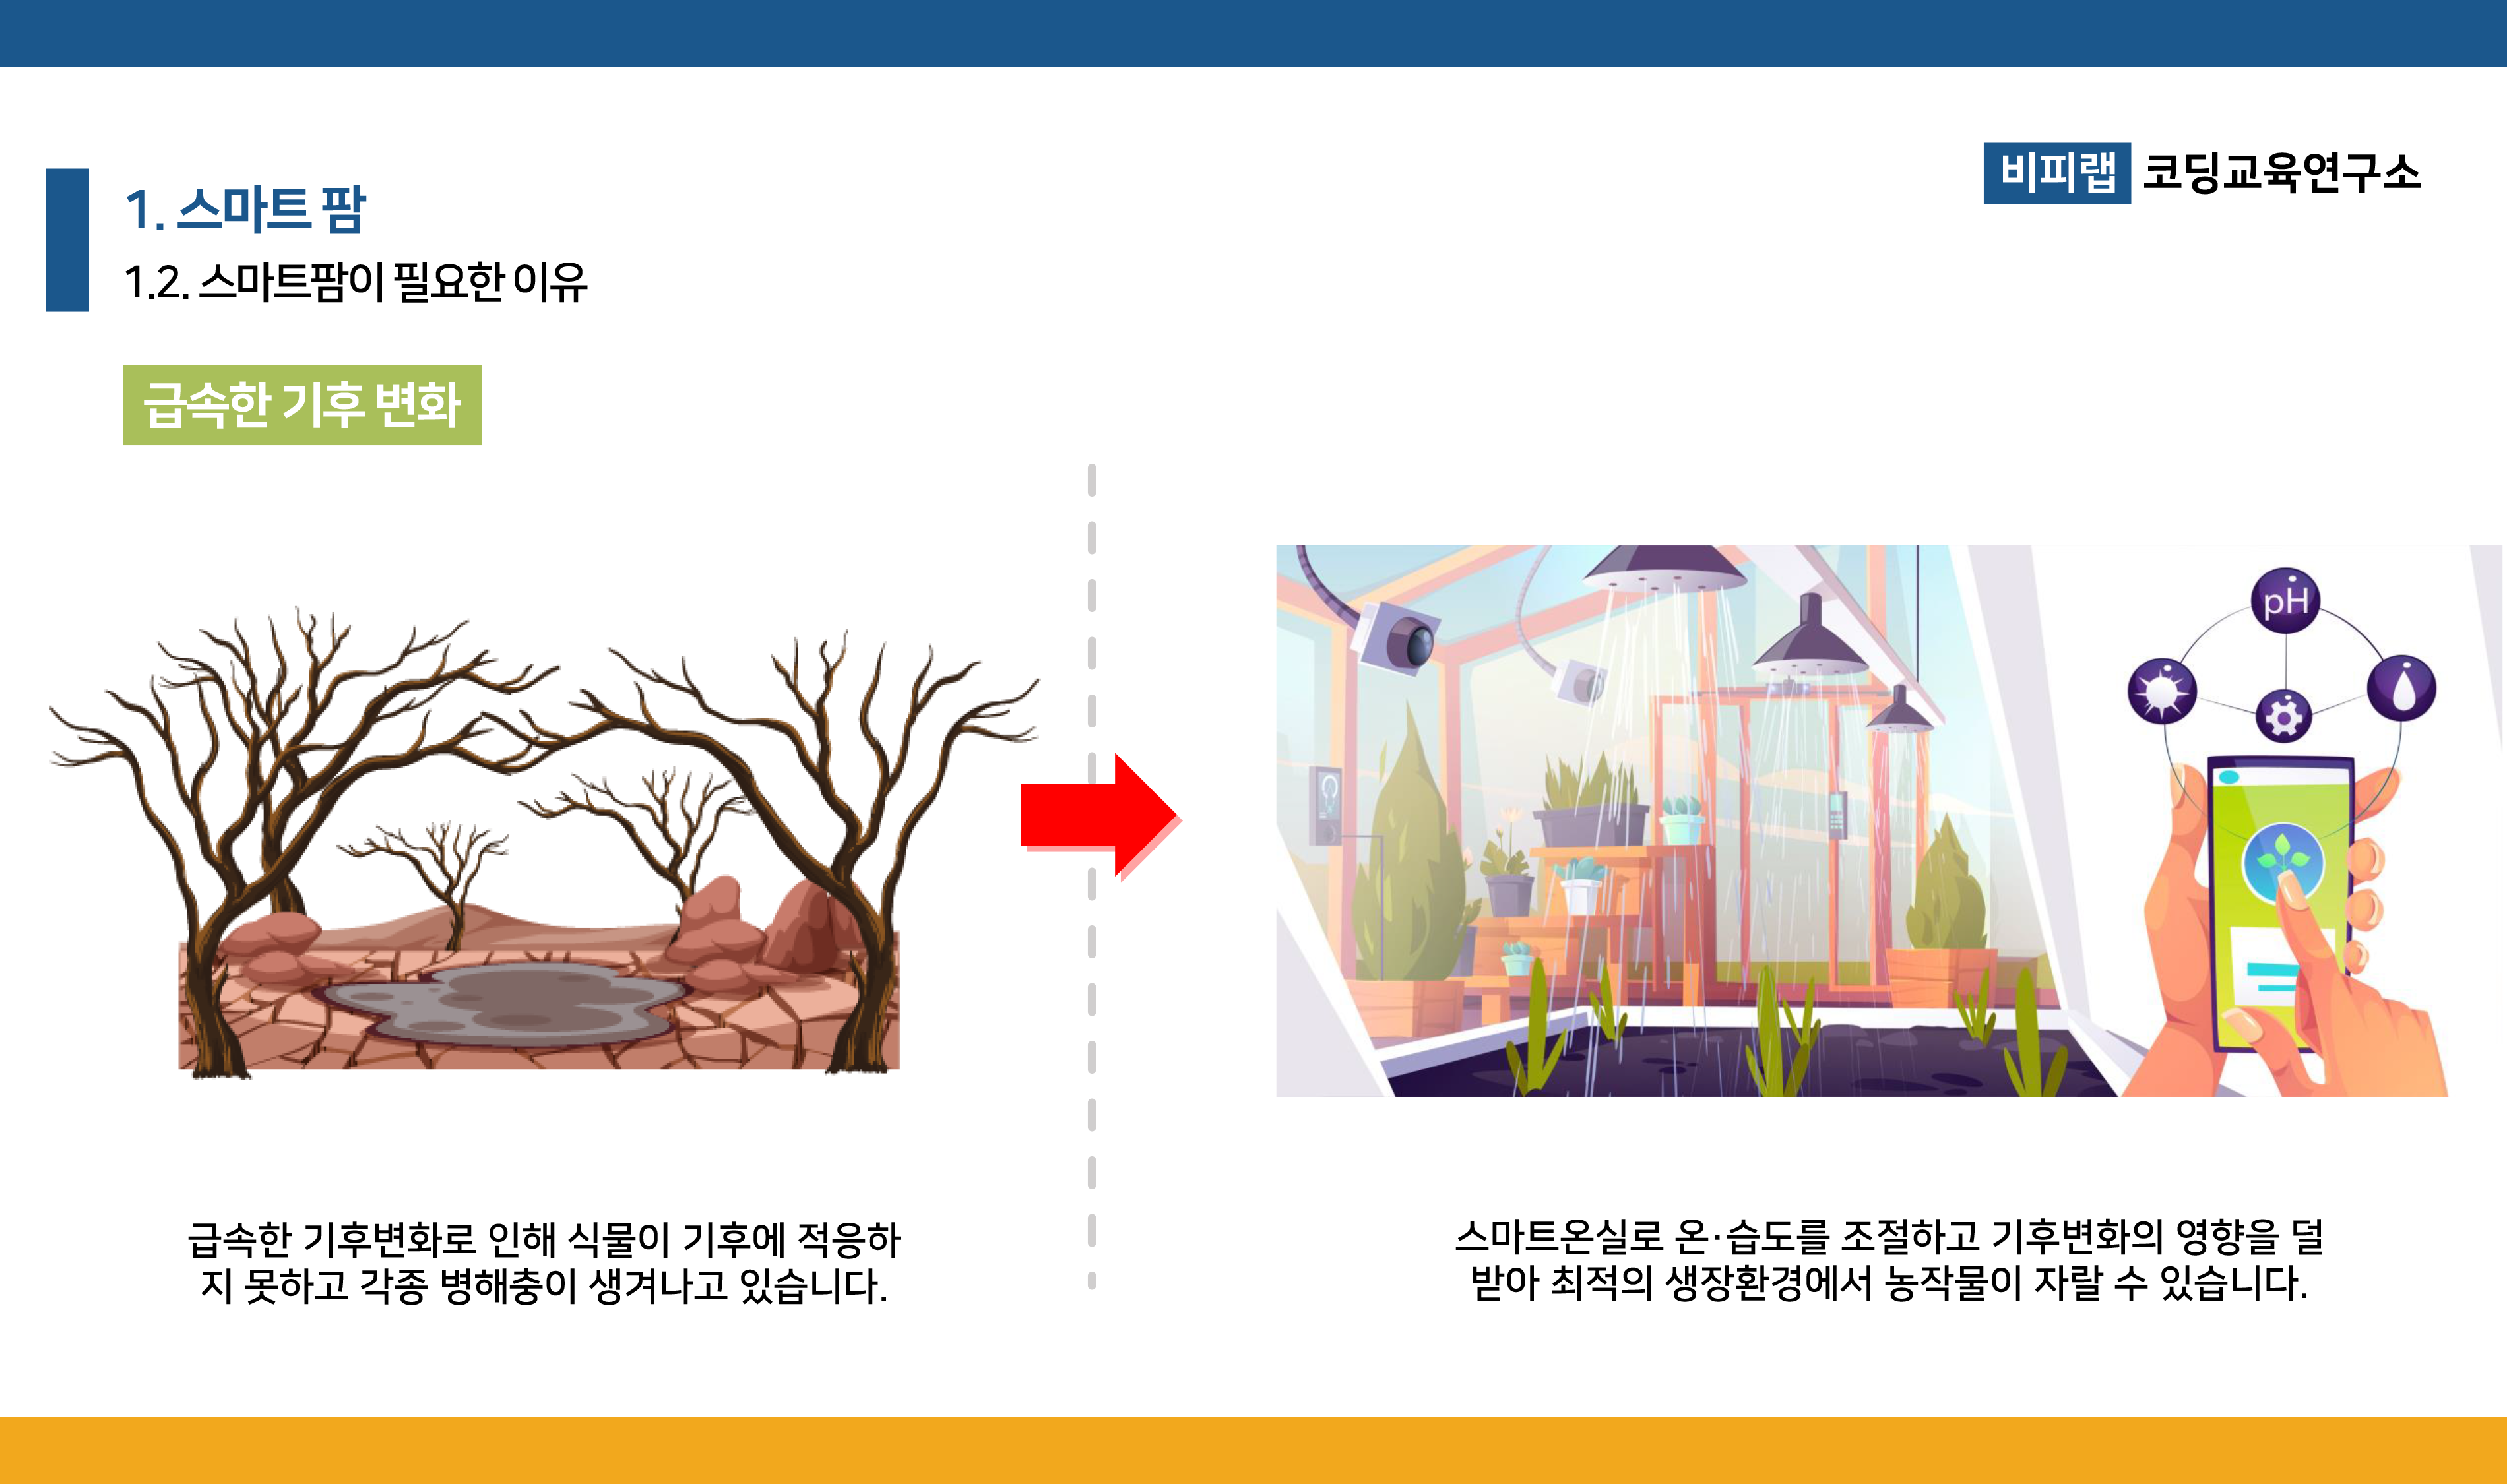 비피랩 코딩교육연구소
1. 스마트 팜
1.2. 스마트팜이 필요한 이유
급속한 기후 변화
pH
급속한 기후변화로 인해 식물이 기후에 적응하
지 못하고 각종 병해충이 생겨나고 있습니다.
스마트온실로 온·습도를 조절하고 기후변화의 영향을 덜
받아 최적의 생장환경에서 농작물이 자랄 수 있습니다.